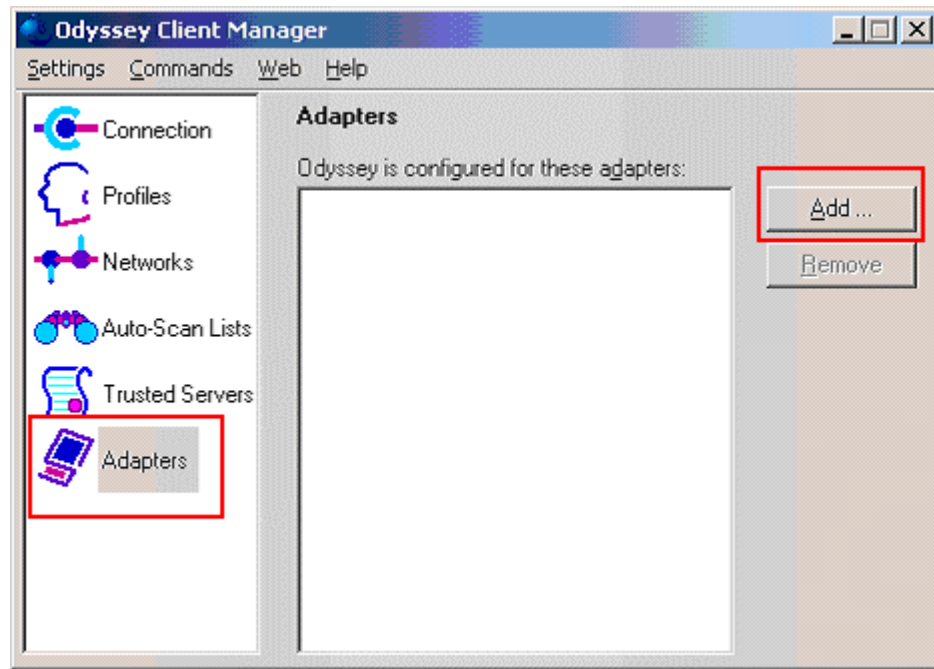 Odyssey Client Manager
Settings Commands Web Help
Connection
Profiles
Networks
Auto-Scan Lists
Trusted Servers
Adapters
Adapters
Odyssey is configured for these adapters:
Add ...
Remove